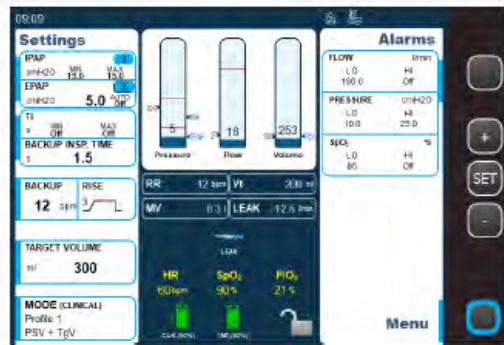 09:09
Settings
IPAP
cmH2O MIN 15.0 MAX 15.0
EPAP
cmH2O 5.0 AUTO Off
Ti
s MIN Off MAX Off
BACKUP INSP. TIME
s 1.5
BACKUP RISE
12 bpm 3
TARGET VOLUME
ml 300
MODE (CLINICAL)
Profile 1
PSV + TgV
5 18 253
Pressure Flow Volume
RR 12 bpm Vt 300 ml
MV LEAK 12.6 l/min
LEAK
HR SpO₂ FiO₂
60bpm 90% 21%
Alarms
FLOW l/min
LO HI
180.0 Off
PRESSURE cmH2O
LO HI
10.0 25.0
SpO₂ %
LO HI
85 Off
Menu
+
SET
-